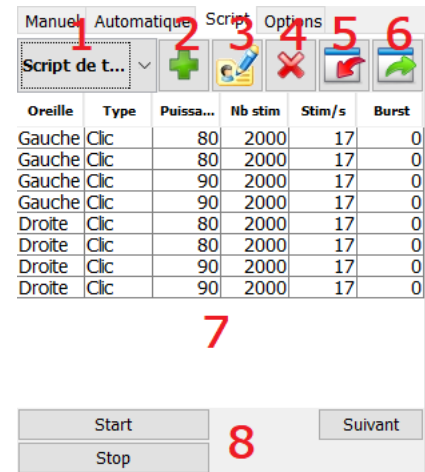 Manuel Automatique Script Options
1 2 3 4 5 6
Script de t...
Oreille Type Puissa... Nb stim Stim/s Burst
Gauche Clic 80 2000 17 0
Gauche Clic 80 2000 17 0
Gauche Clic 90 2000 17 0
Gauche Clic 90 2000 17 0
Droite Clic 80 2000 17 0
Droite Clic 80 2000 17 0
Droite Clic 90 2000 17 0
Droite Clic 90 2000 17 0
7
Start Suivant
8
Stop